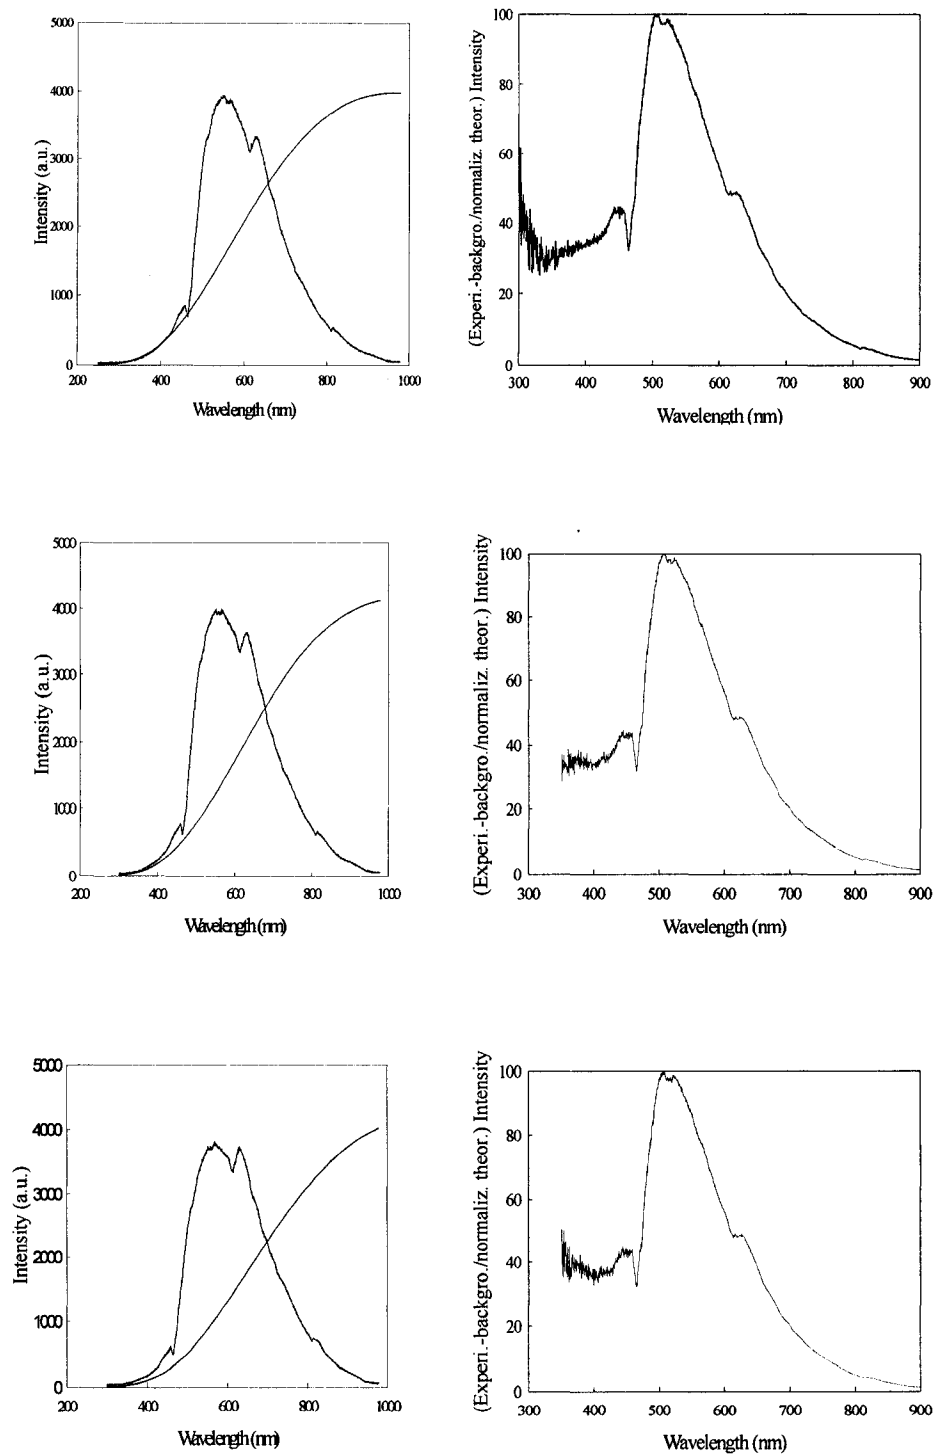 5000
4000
3000
2000
1000
0
200 400 600 800 1000
Intensity (a.u.)
Wavelength (nm)
100
80
60
40
20
0
300 400 500 600 700 800 900
(Experi.-backgro./normaliz. theor.) Intensity
Wavelength (nm)
5000
4000
3000
2000
1000
0
200 400 600 800 1000
Intensity (a.u.)
Wavelength (nm)
100
80
60
40
20
0
300 400 500 600 700 800 900
(Experi.-backgro./normaliz. theor.) Intensity
Wavelength (nm)
5000
4000
3000
2000
1000
0
200 400 600 800 1000
Intensity (a.u.)
Wavelength (nm)
100
80
60
40
20
0
300 400 500 600 700 800 900
(Experi.-backgro./normaliz. theor.) Intensity
Wavelength (nm)